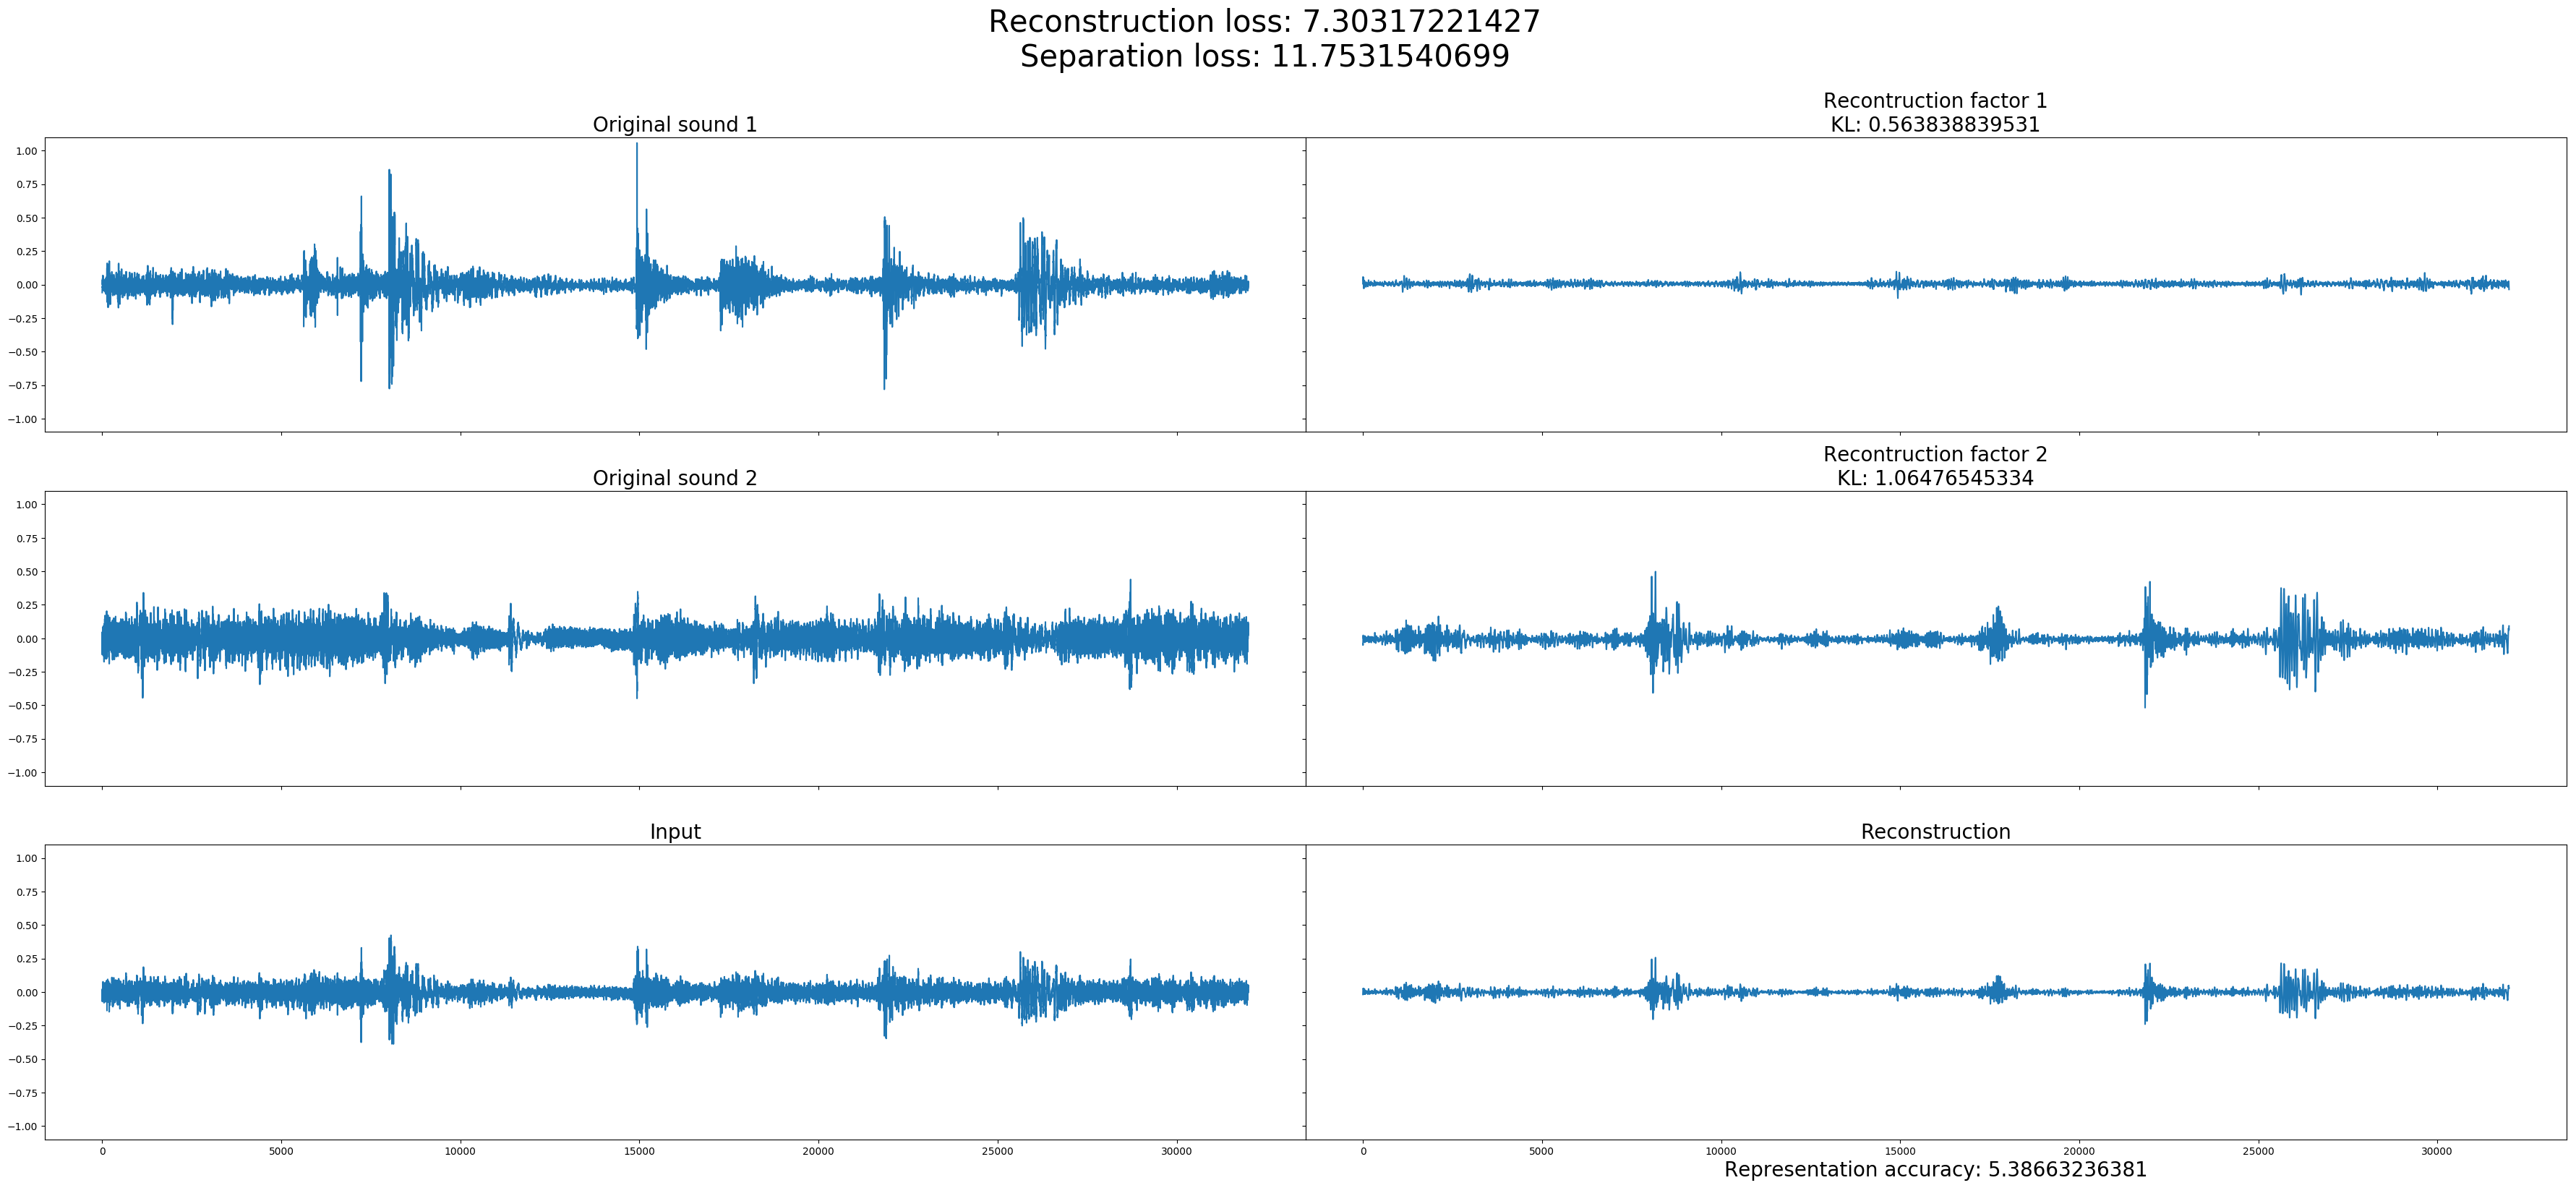 Reconstruction loss: 7.30317221427
Separation loss: 11.7531540699
Original sound 1
Recontruction factor 1
KL: 0.563838839531
1.00
0.75
0.50
0.25
0.00
−0.25
−0.50
−0.75
−1.00
Original sound 2
Recontruction factor 2
KL: 1.06476545334
1.00
0.75
0.50
0.25
0.00
−0.25
−0.50
−0.75
−1.00
Input
Reconstruction
1.00
0.75
0.50
0.25
0.00
−0.25
−0.50
−0.75
−1.00
0 5000 10000 15000 20000 25000 30000
0 5000 10000 15000 20000 25000 30000
Representation accuracy: 5.38663236381